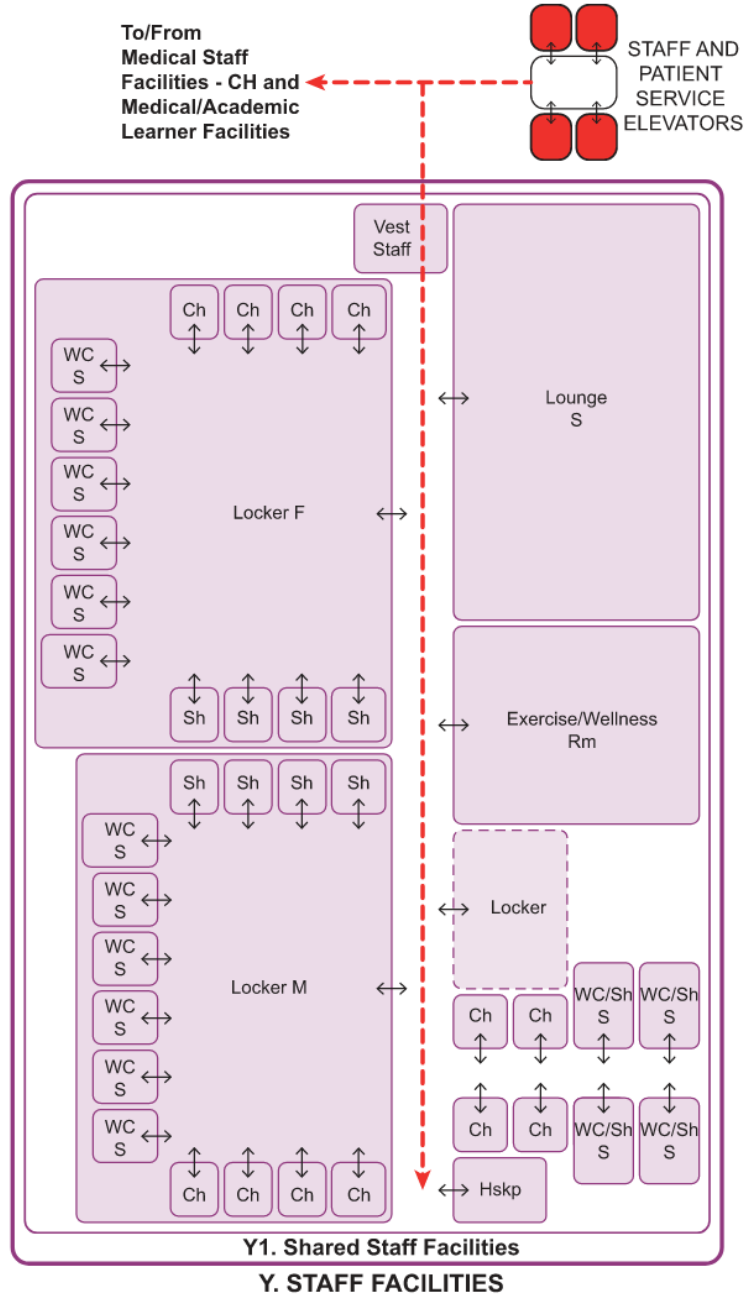 To/From
Medical Staff
Facilities - CH and
Medical/Academic
Learner Facilities
STAFF AND
PATIENT
SERVICE
ELEVATORS
Vest
Staff
Ch
Ch
Ch
Ch
WC
S
WC
S
WC
S
WC
S
WC
S
WC
S
Locker F
Sh
Sh
Sh
Sh
Lounge
S
Exercise/Wellness
Rm
Sh
Sh
Sh
Sh
WC
S
WC
S
WC
S
WC
S
WC
S
WC
S
Locker M
Ch
Ch
Ch
Ch
Locker
Ch
Ch
WC/Sh
S
WC/Sh
S
Ch
Ch
WC/Sh
S
WC/Sh
S
Hskp
Y1. Shared Staff Facilities
Y. STAFF FACILITIES